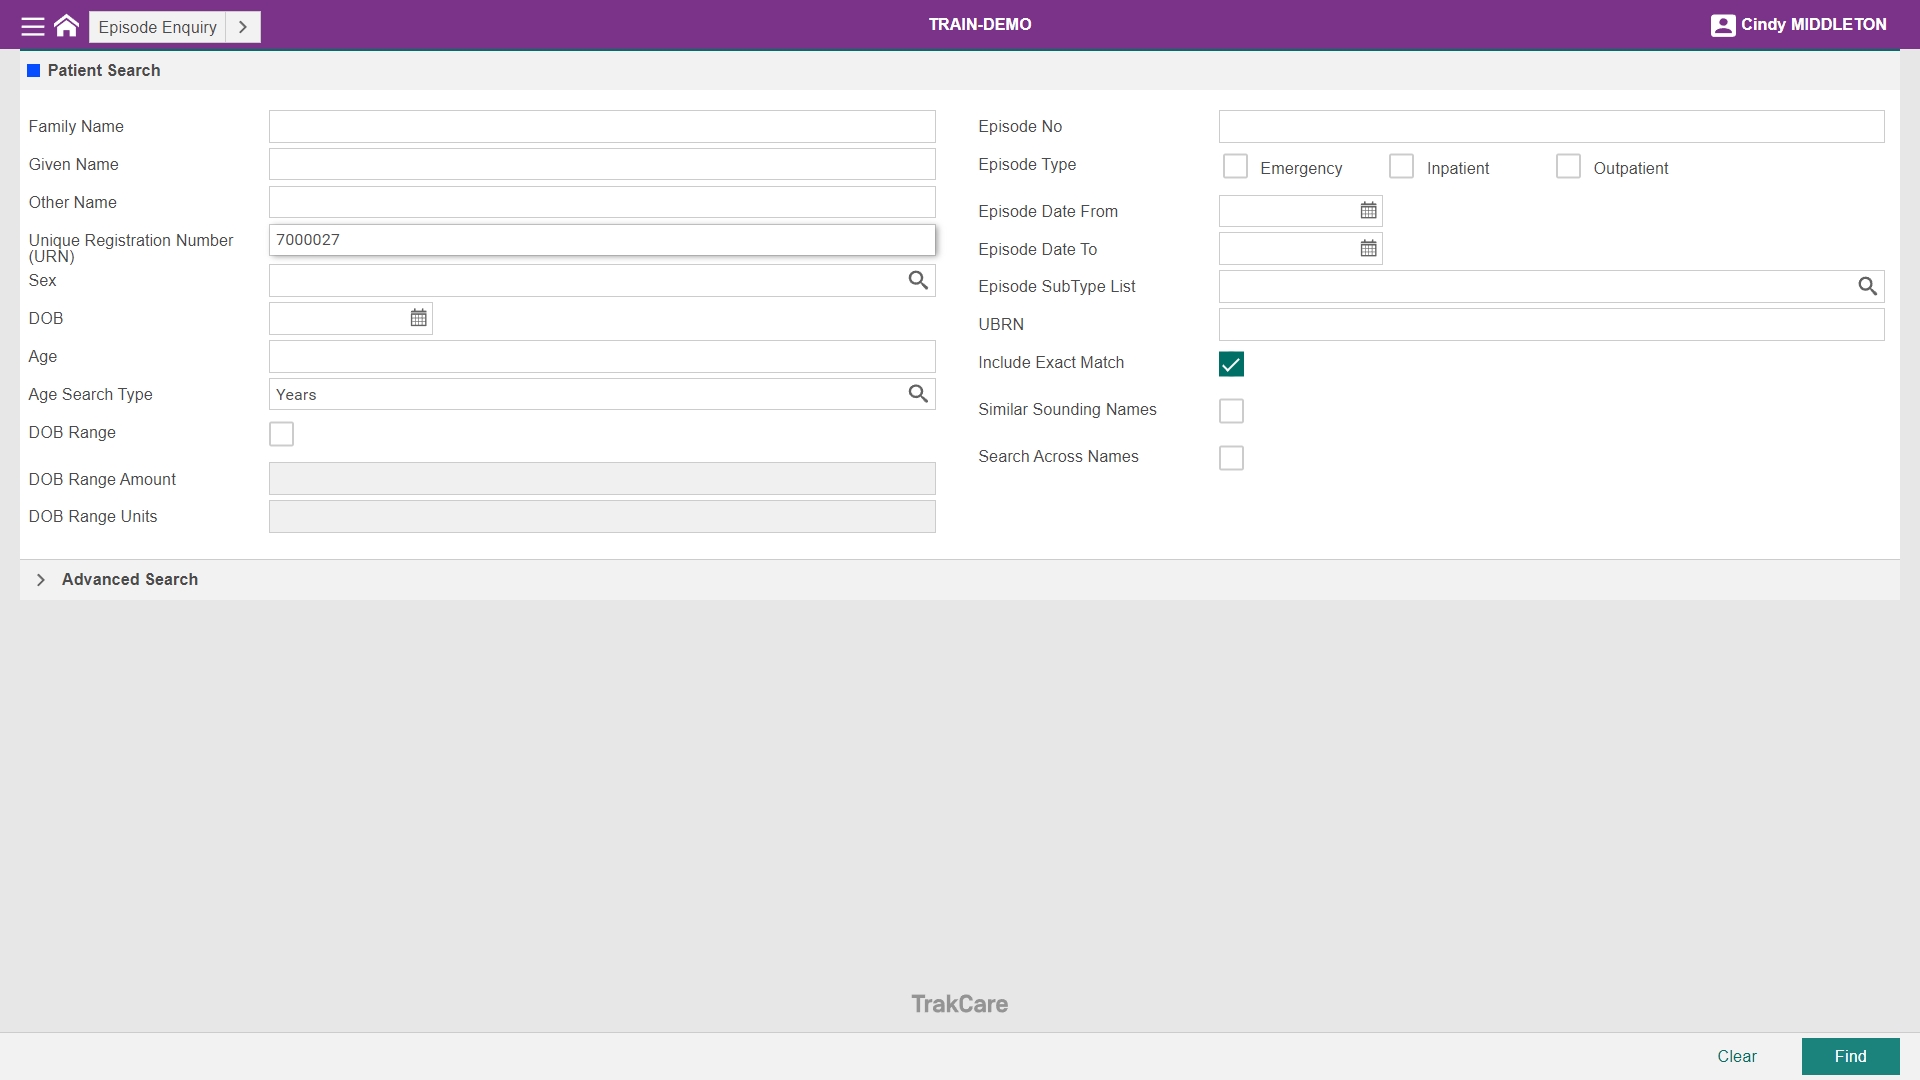 Episode Enquiry
TRAIN-DEMO
Cindy MIDDLETON
Patient Search
Family Name
Given Name
Other Name
Unique Registration Number
(URN)
7000027
Sex
DOB
Age
Age Search Type
Years
DOB Range
DOB Range Amount
DOB Range Units
Episode No
Episode Type
Emergency
Inpatient
Outpatient
Episode Date From
Episode Date To
Episode SubType List
UBRN
Include Exact Match
Similar Sounding Names
Search Across Names
Advanced Search
TrakCare
Clear
Find